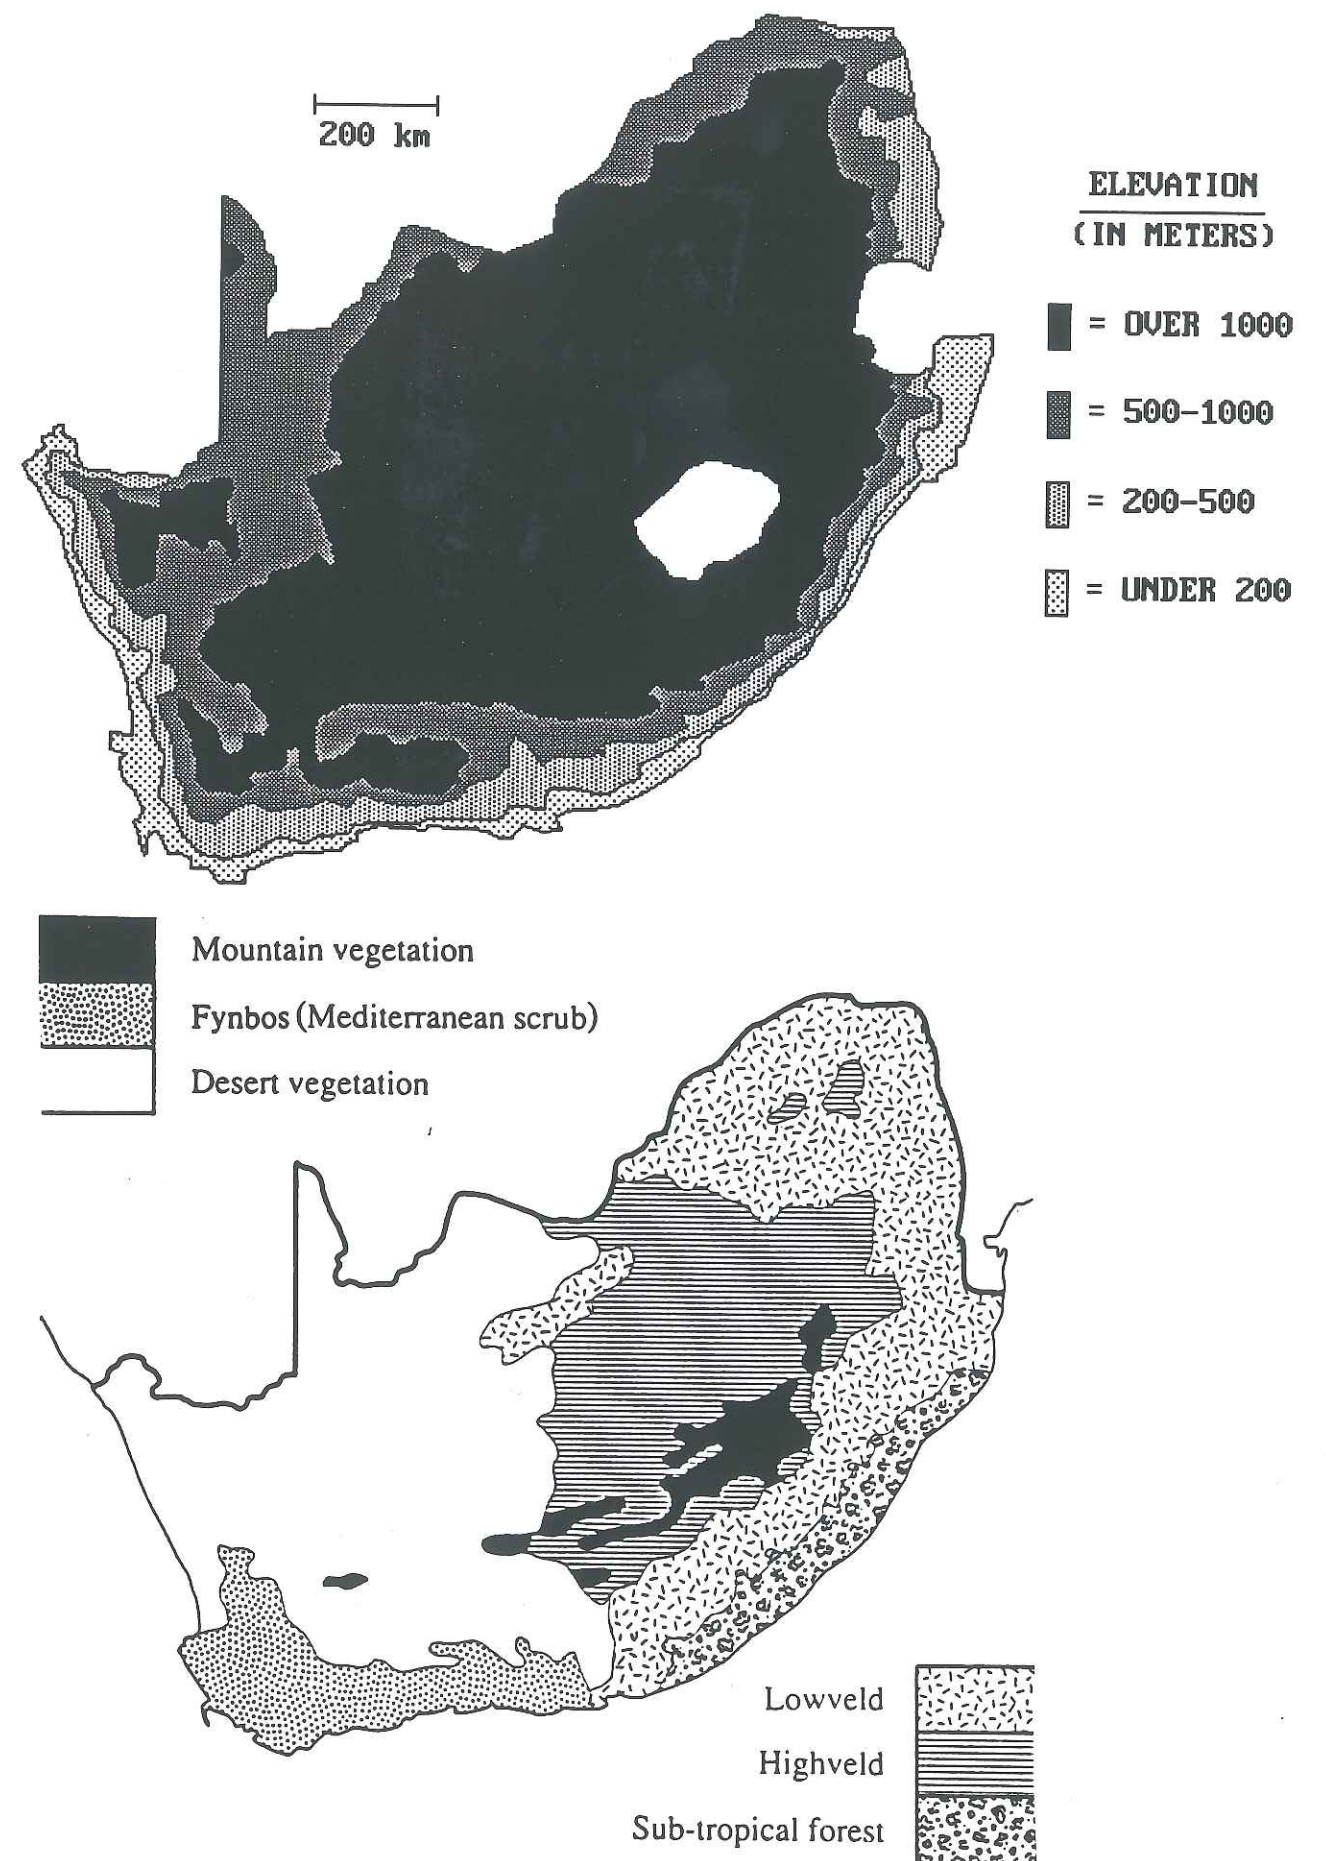 200 km
ELEVATION
(IN METERS)
= OVER 1000
= 500-1000
= 200-500
= UNDER 200
Mountain vegetation
Fynbos (Mediterranean scrub)
Desert vegetation
Lowveld
Highveld
Sub-tropical forest